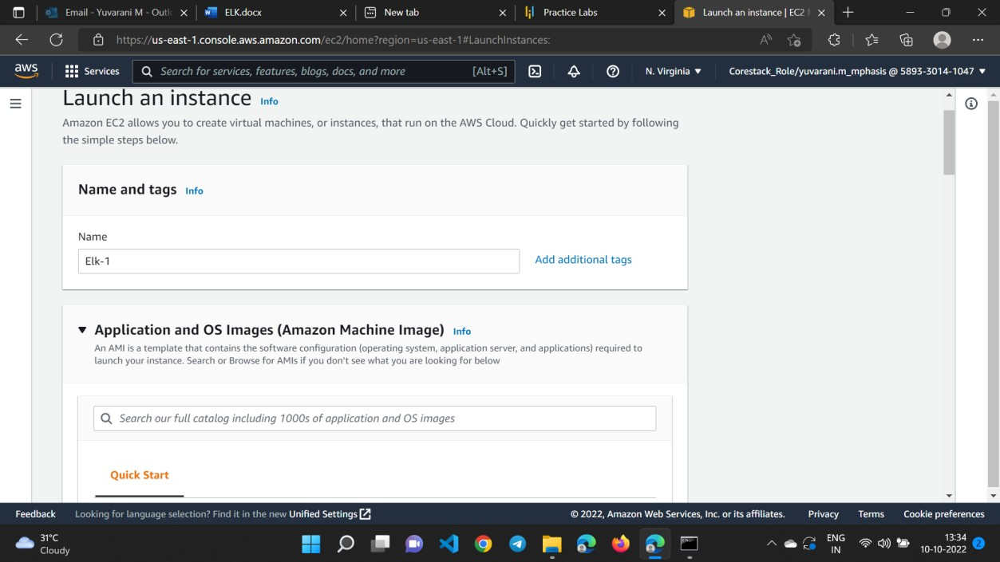 Email - Yuvarani M - Outl
ELK.docx
New tab
Practice Labs
Launch an instance | EC2
https://us-east-1.console.aws.amazon.com/ec2/home?region=us-east-1#LaunchInstances:
aws
Services
Search for services, features, blogs, docs, and more
[Alt+S]
N. Virginia
Corestack_Role/yuvarani.m_mphasis @ 5893-3014-1047
Launch an instance Info
Amazon EC2 allows you to create virtual machines, or instances, that run on the AWS Cloud. Quickly get started by following
the simple steps below.
Name and tags Info
Name
Elk-1
Add additional tags
Application and OS Images (Amazon Machine Image) Info
An AMI is a template that contains the software configuration (operating system, application server, and applications) required to
launch your instance. Search or Browse for AMIs if you don't see what you are looking for below
Search our full catalog including 1000s of application and OS images
Quick Start
Feedback
Looking for language selection? Find it in the new Unified Settings
© 2022, Amazon Web Services, Inc. or its affiliates.
Privacy
Terms
Cookie preferences
31°C
Cloudy
ENG
IN
13:34
10-10-2022
2